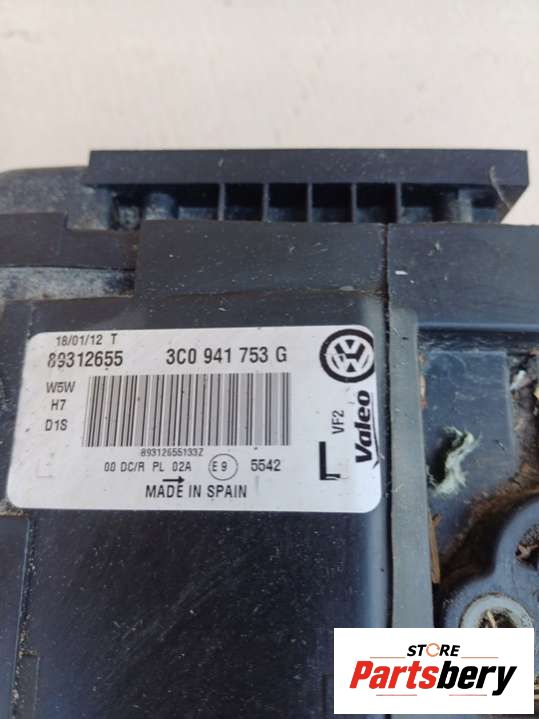 18/01/12 T
89312655 3C0 941 753 G
W5W
H7
D1S
89312655133Z
00 DC/R PL 02A E9 5542
MADE IN SPAIN
L
VF2
Valeo
STORE
Partsbery